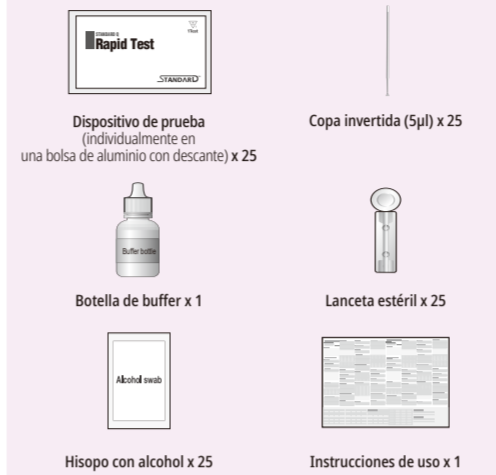 STANDARD Q
Rapid Test
1 Test
STANDARD
Dispositivo de prueba
(individualmente en
una bolsa de aluminio con descante) x 25
Copa invertida (5µl) x 25
Buffer bottle
Botella de buffer x 1
Lanceta estéril x 25
Alcohol swab
Hisopo con alcohol x 25
Instrucciones de uso x 1